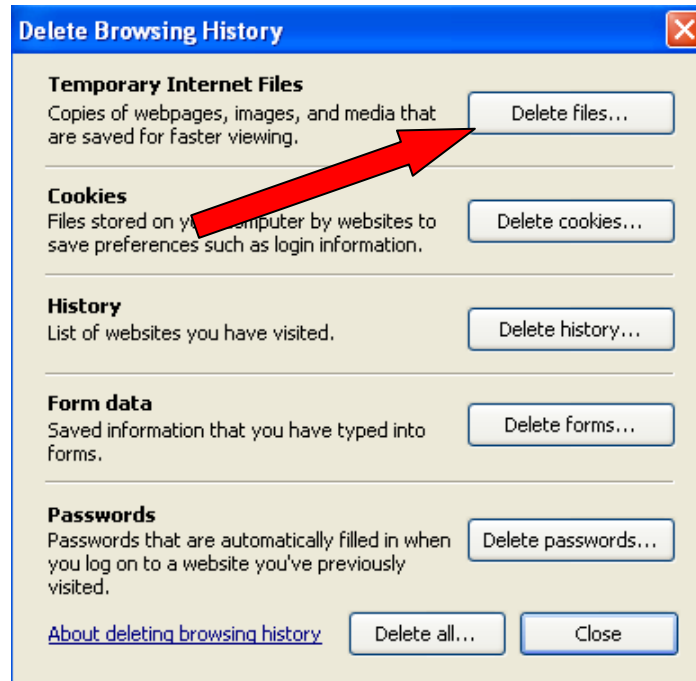 Delete Browsing History
Temporary Internet Files
Copies of webpages, images, and media that
are saved for faster viewing.
Delete files...
Cookies
Files stored on your computer by websites to
save preferences such as login information.
Delete cookies...
History
List of websites you have visited.
Delete history...
Form data
Saved information that you have typed into
forms.
Delete forms...
Passwords
Passwords that are automatically filled in when
you log on to a website you've previously
visited.
Delete passwords...
About deleting browsing history
Delete all...
Close